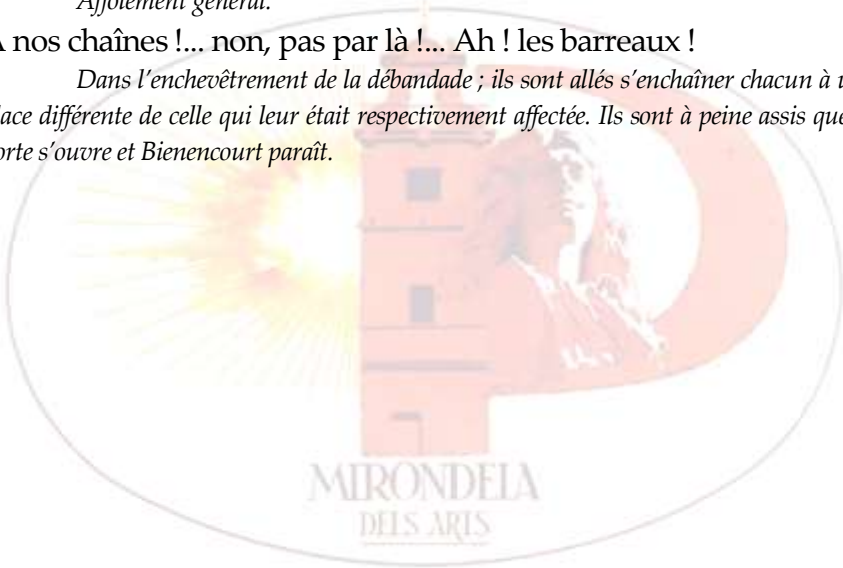 Affolement général.
À nos chaînes !... non, pas par là !... Ah ! les barreaux !
Dans l’enchevêtrement de la débandade ; ils sont allés s’enchaîner chacun à
différente de celle qui leur était respectivement affectée. Ils sont à peine assis que
s’ouvre et Bienencourt paraît.
MIRONDELA
DELS ARTS